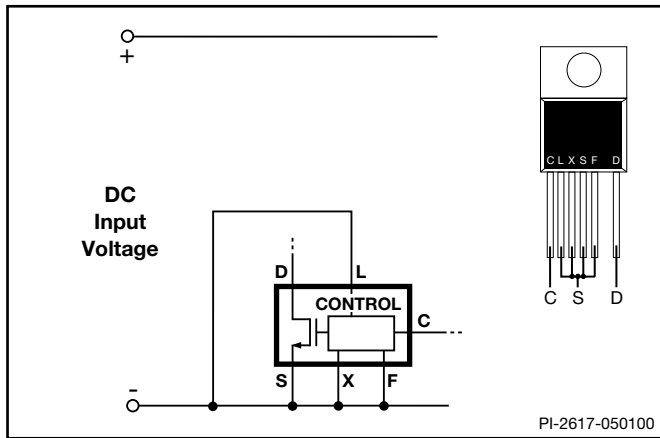 +
DC
Input
Voltage
D
L
CONTROL
C
S
X
F
-
C L X S F D
C S D
PI-2617-050100